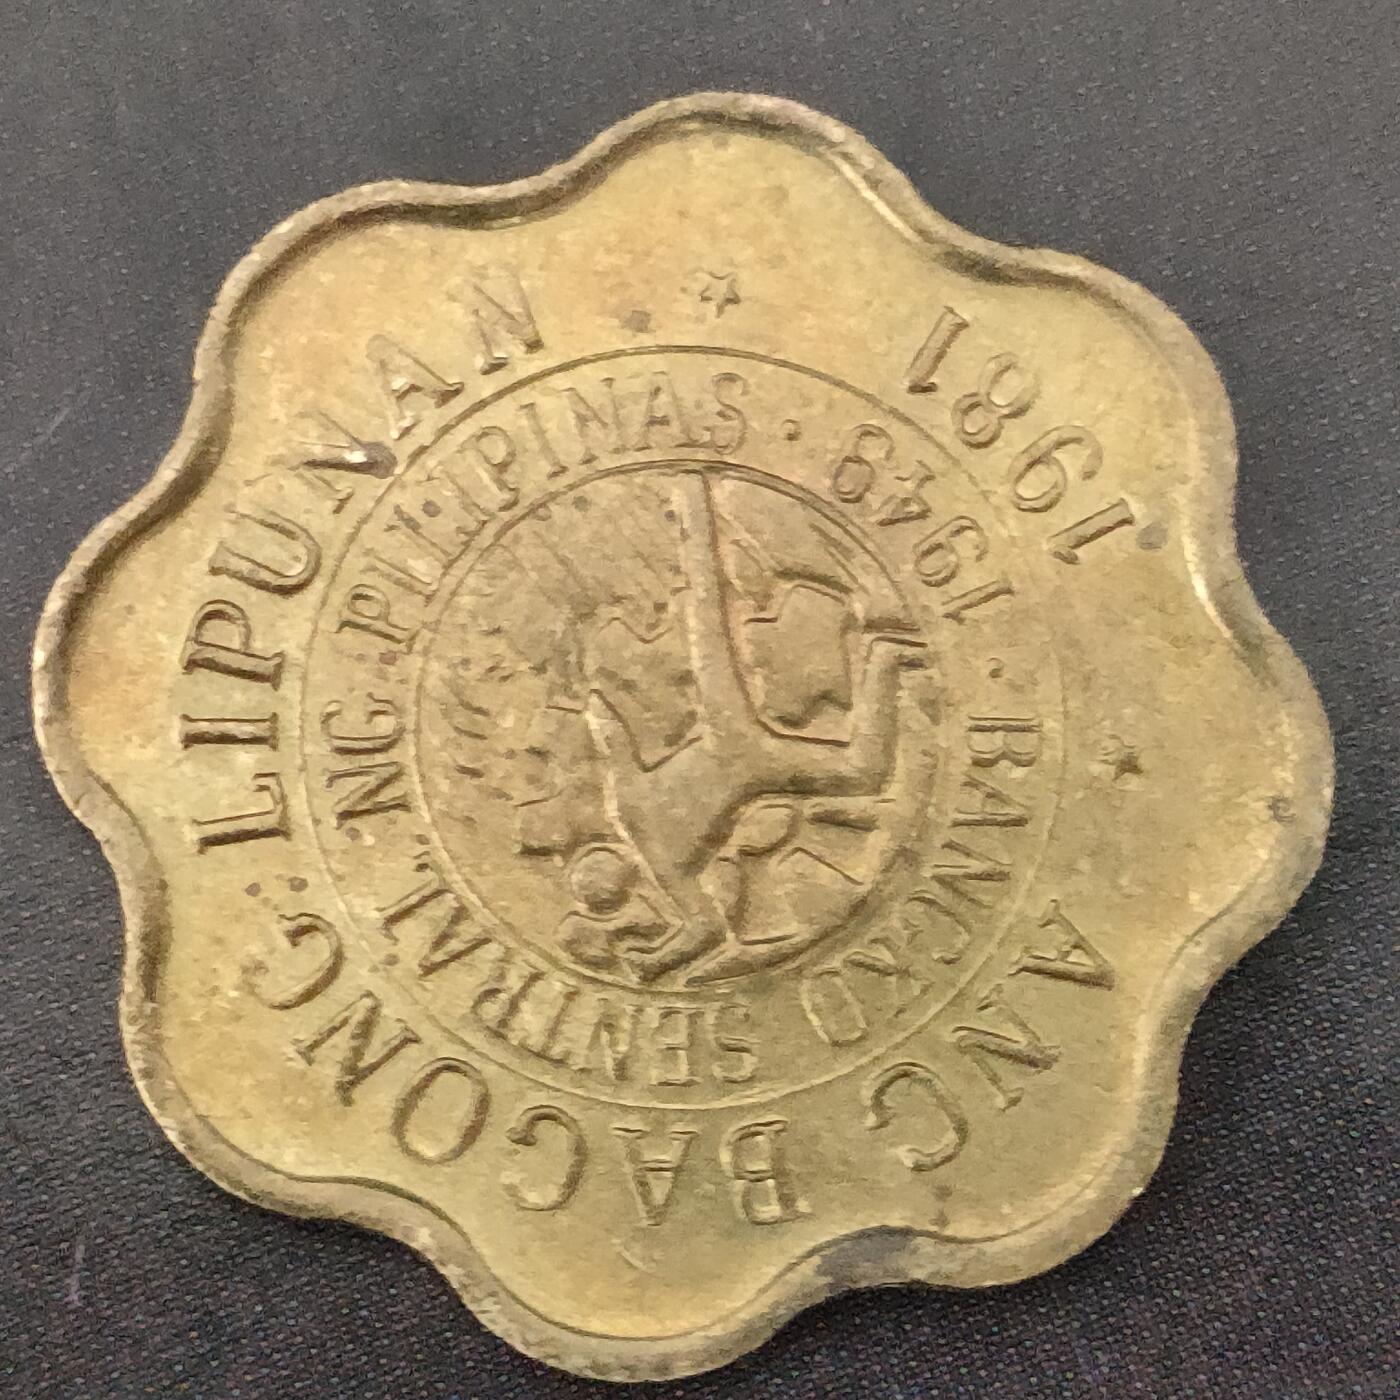 ANG BAGONG LIPUNAN
1981
BANGKO SENTRAL NG PILIPINAS
1949